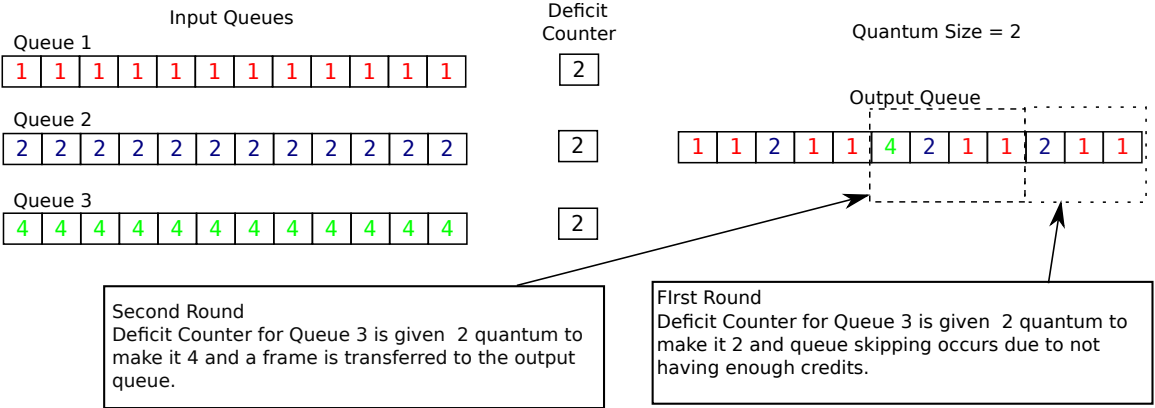 Input Queues
Deficit
Counter
Quantum Size = 2
Queue 1
1 1 1 1 1 1 1 1 1 1 1 1
2
Output Queue
Queue 2
2 2 2 2 2 2 2 2 2 2 2 2
2
1 1 2 1 1 4 2 1 1 2 1 1
Queue 3
4 4 4 4 4 4 4 4 4 4 4 4
2
Second Round
Deficit Counter for Queue 3 is given 2 quantum to
make it 4 and a frame is transferred to the output
queue.
FIrst Round
Deficit Counter for Queue 3 is given 2 quantum to
make it 2 and queue skipping occurs due to not
having enough credits.